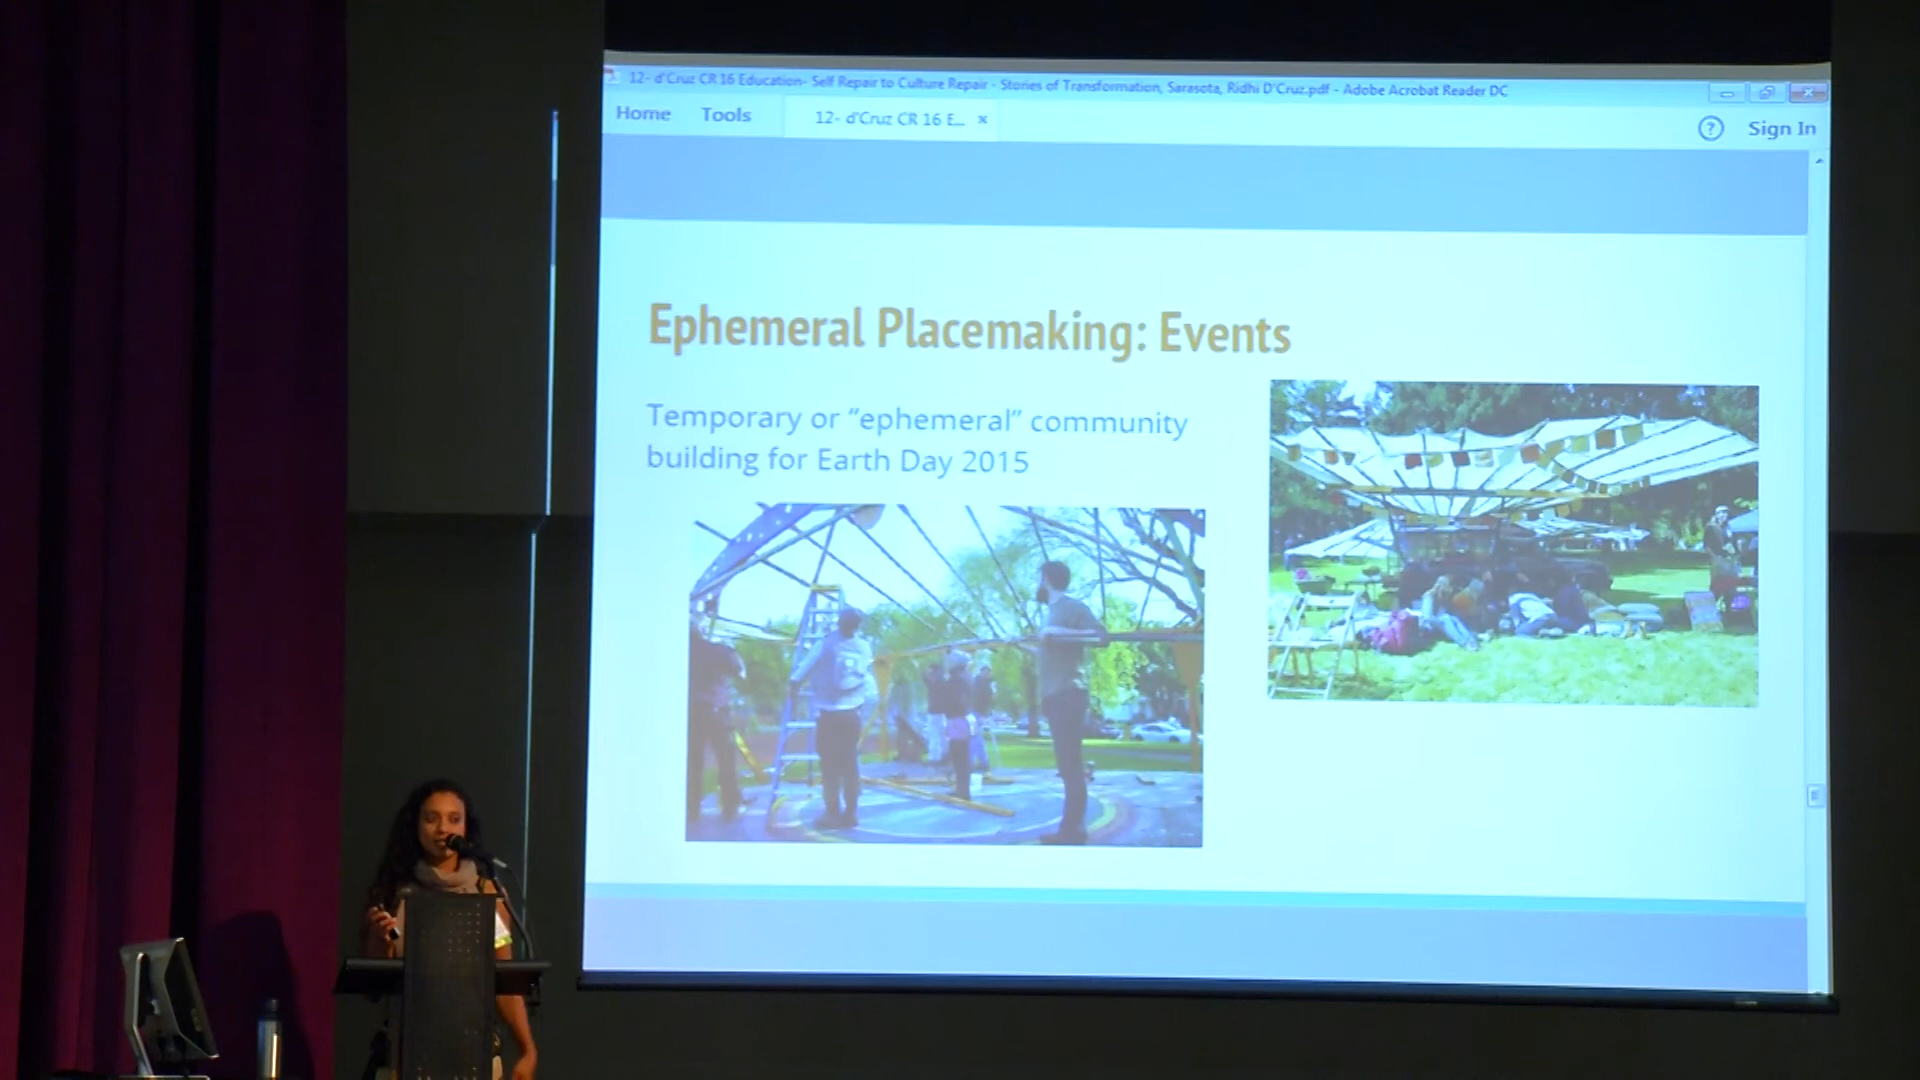 12- d'Cruz CR 16 Education- Self Repair to Culture Repair - Stories of Transformation, Sarasota, Ridhi D'Cruz.pdf - Adobe Acrobat Reader DC
Home Tools 12- d'Cruz CR 16 E... × ? Sign In
Ephemeral Placemaking: Events
Temporary or “ephemeral” community
building for Earth Day 2015